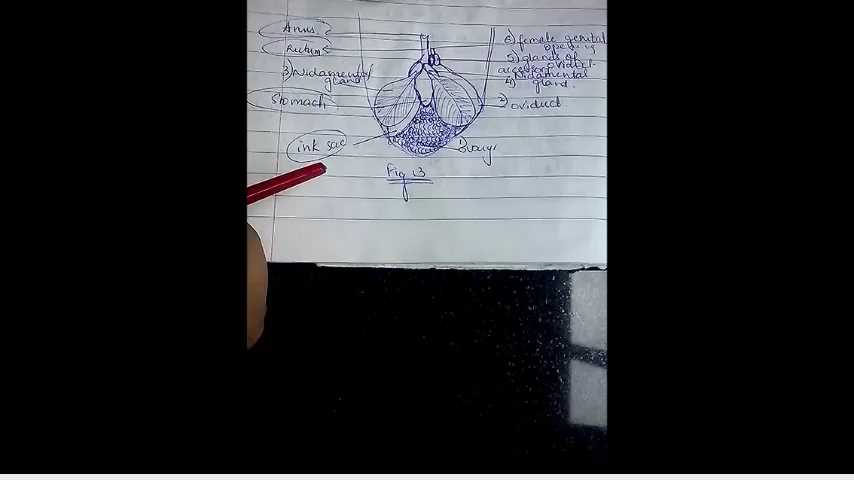 Anus
Rectum
3) Nidamental
gland
Stomach
ink sac
6) female genital
opening
5) glands of
oviduct
accessory
Nidamental
4) gland.
2) oviduct
Ovary
Fig 13